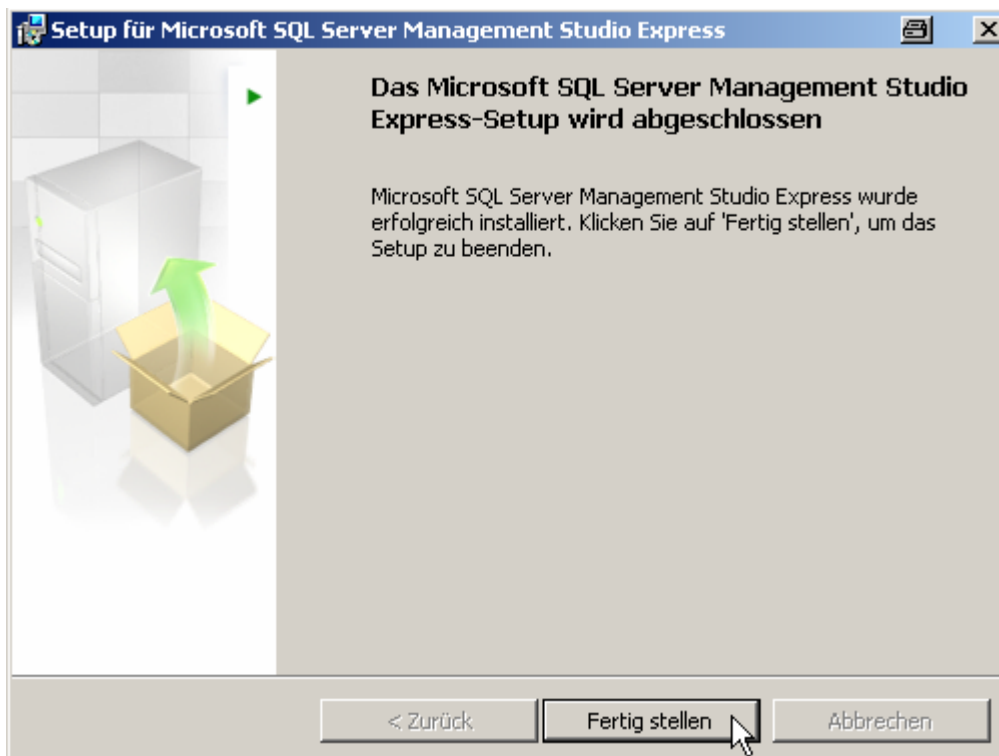 Setup für Microsoft SQL Server Management Studio Express
Das Microsoft SQL Server Management Studio
Express-Setup wird abgeschlossen
Microsoft SQL Server Management Studio Express wurde
erfolgreich installiert. Klicken Sie auf 'Fertig stellen', um das
Setup zu beenden.
< Zurück
Fertig stellen
Abbrechen